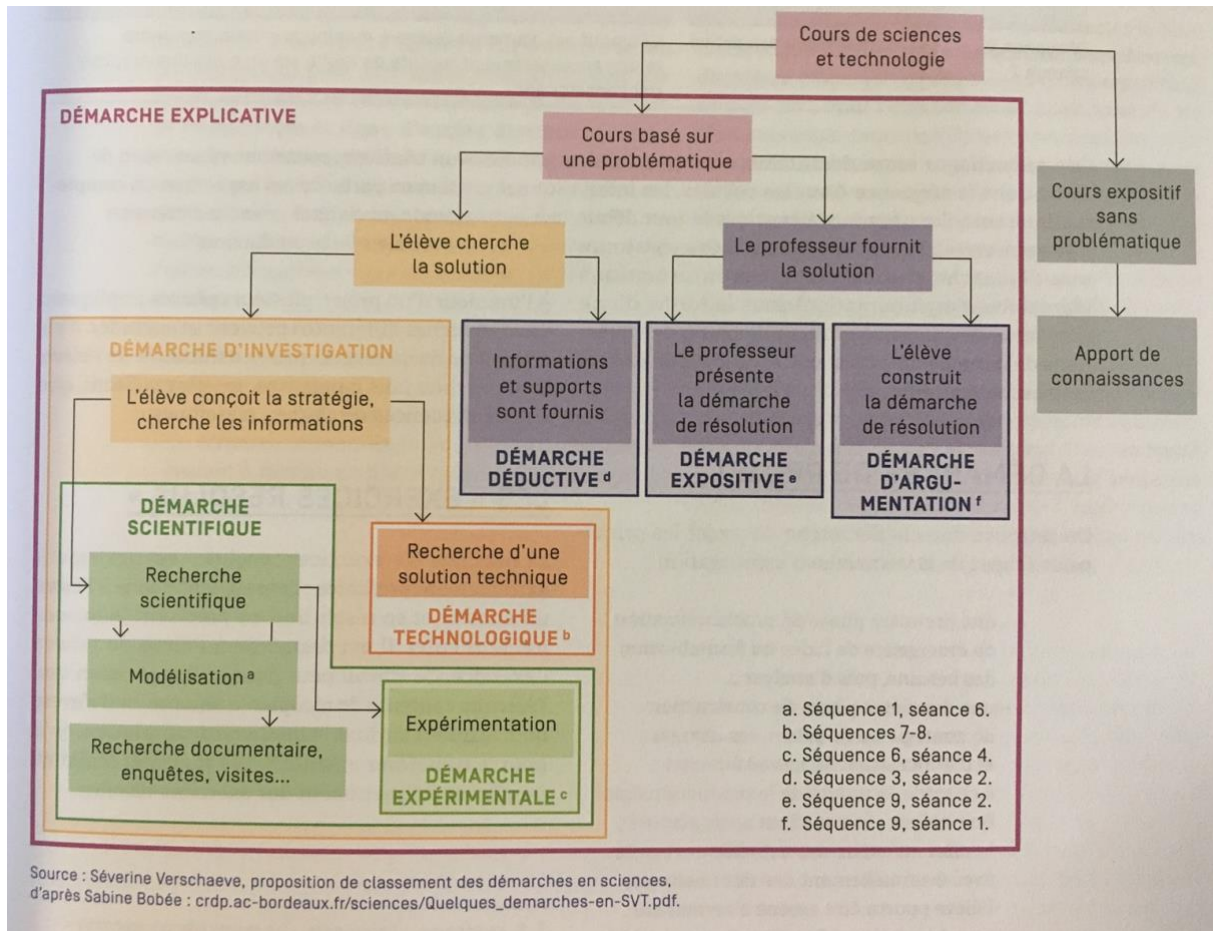 Cours de sciences
et technologie
DÉMARCHE EXPLICATIVE
Cours basé sur
une problématique
Cours expositif
sans
problématique
L'élève cherche
la solution
Le professeur fournit
la solution
Apport de
connaissances
DÉMARCHE D'INVESTIGATION
L'élève conçoit la stratégie,
cherche les informations
Informations
et supports
sont fournis
DÉMARCHE
DÉDUCTIVE d
Le professeur
présente
la démarche
de résolution
DÉMARCHE
EXPOSITIVE e
L'élève
construit
la démarche
de résolution
DÉMARCHE
D'ARGU-
MENTATION f
DÉMARCHE
SCIENTIFIQUE
Recherche
scientifique
Modélisation a
Recherche documentaire,
enquêtes, visites...
Recherche d'une
solution technique
DÉMARCHE
TECHNOLOGIQUE b
Expérimentation
DÉMARCHE
EXPÉRIMENTALE c
a. Séquence 1, séance 6.
b. Séquences 7-8.
c. Séquence 6, séance 4.
d. Séquence 3, séance 2.
e. Séquence 9, séance 2.
f. Séquence 9, séance 1.
Source : Séverine Verschaeve, proposition de classement des démarches en sciences,
d'après Sabine Bobée : crdp.ac-bordeaux.fr/sciences/Quelques_demarches-en-SVT.pdf.